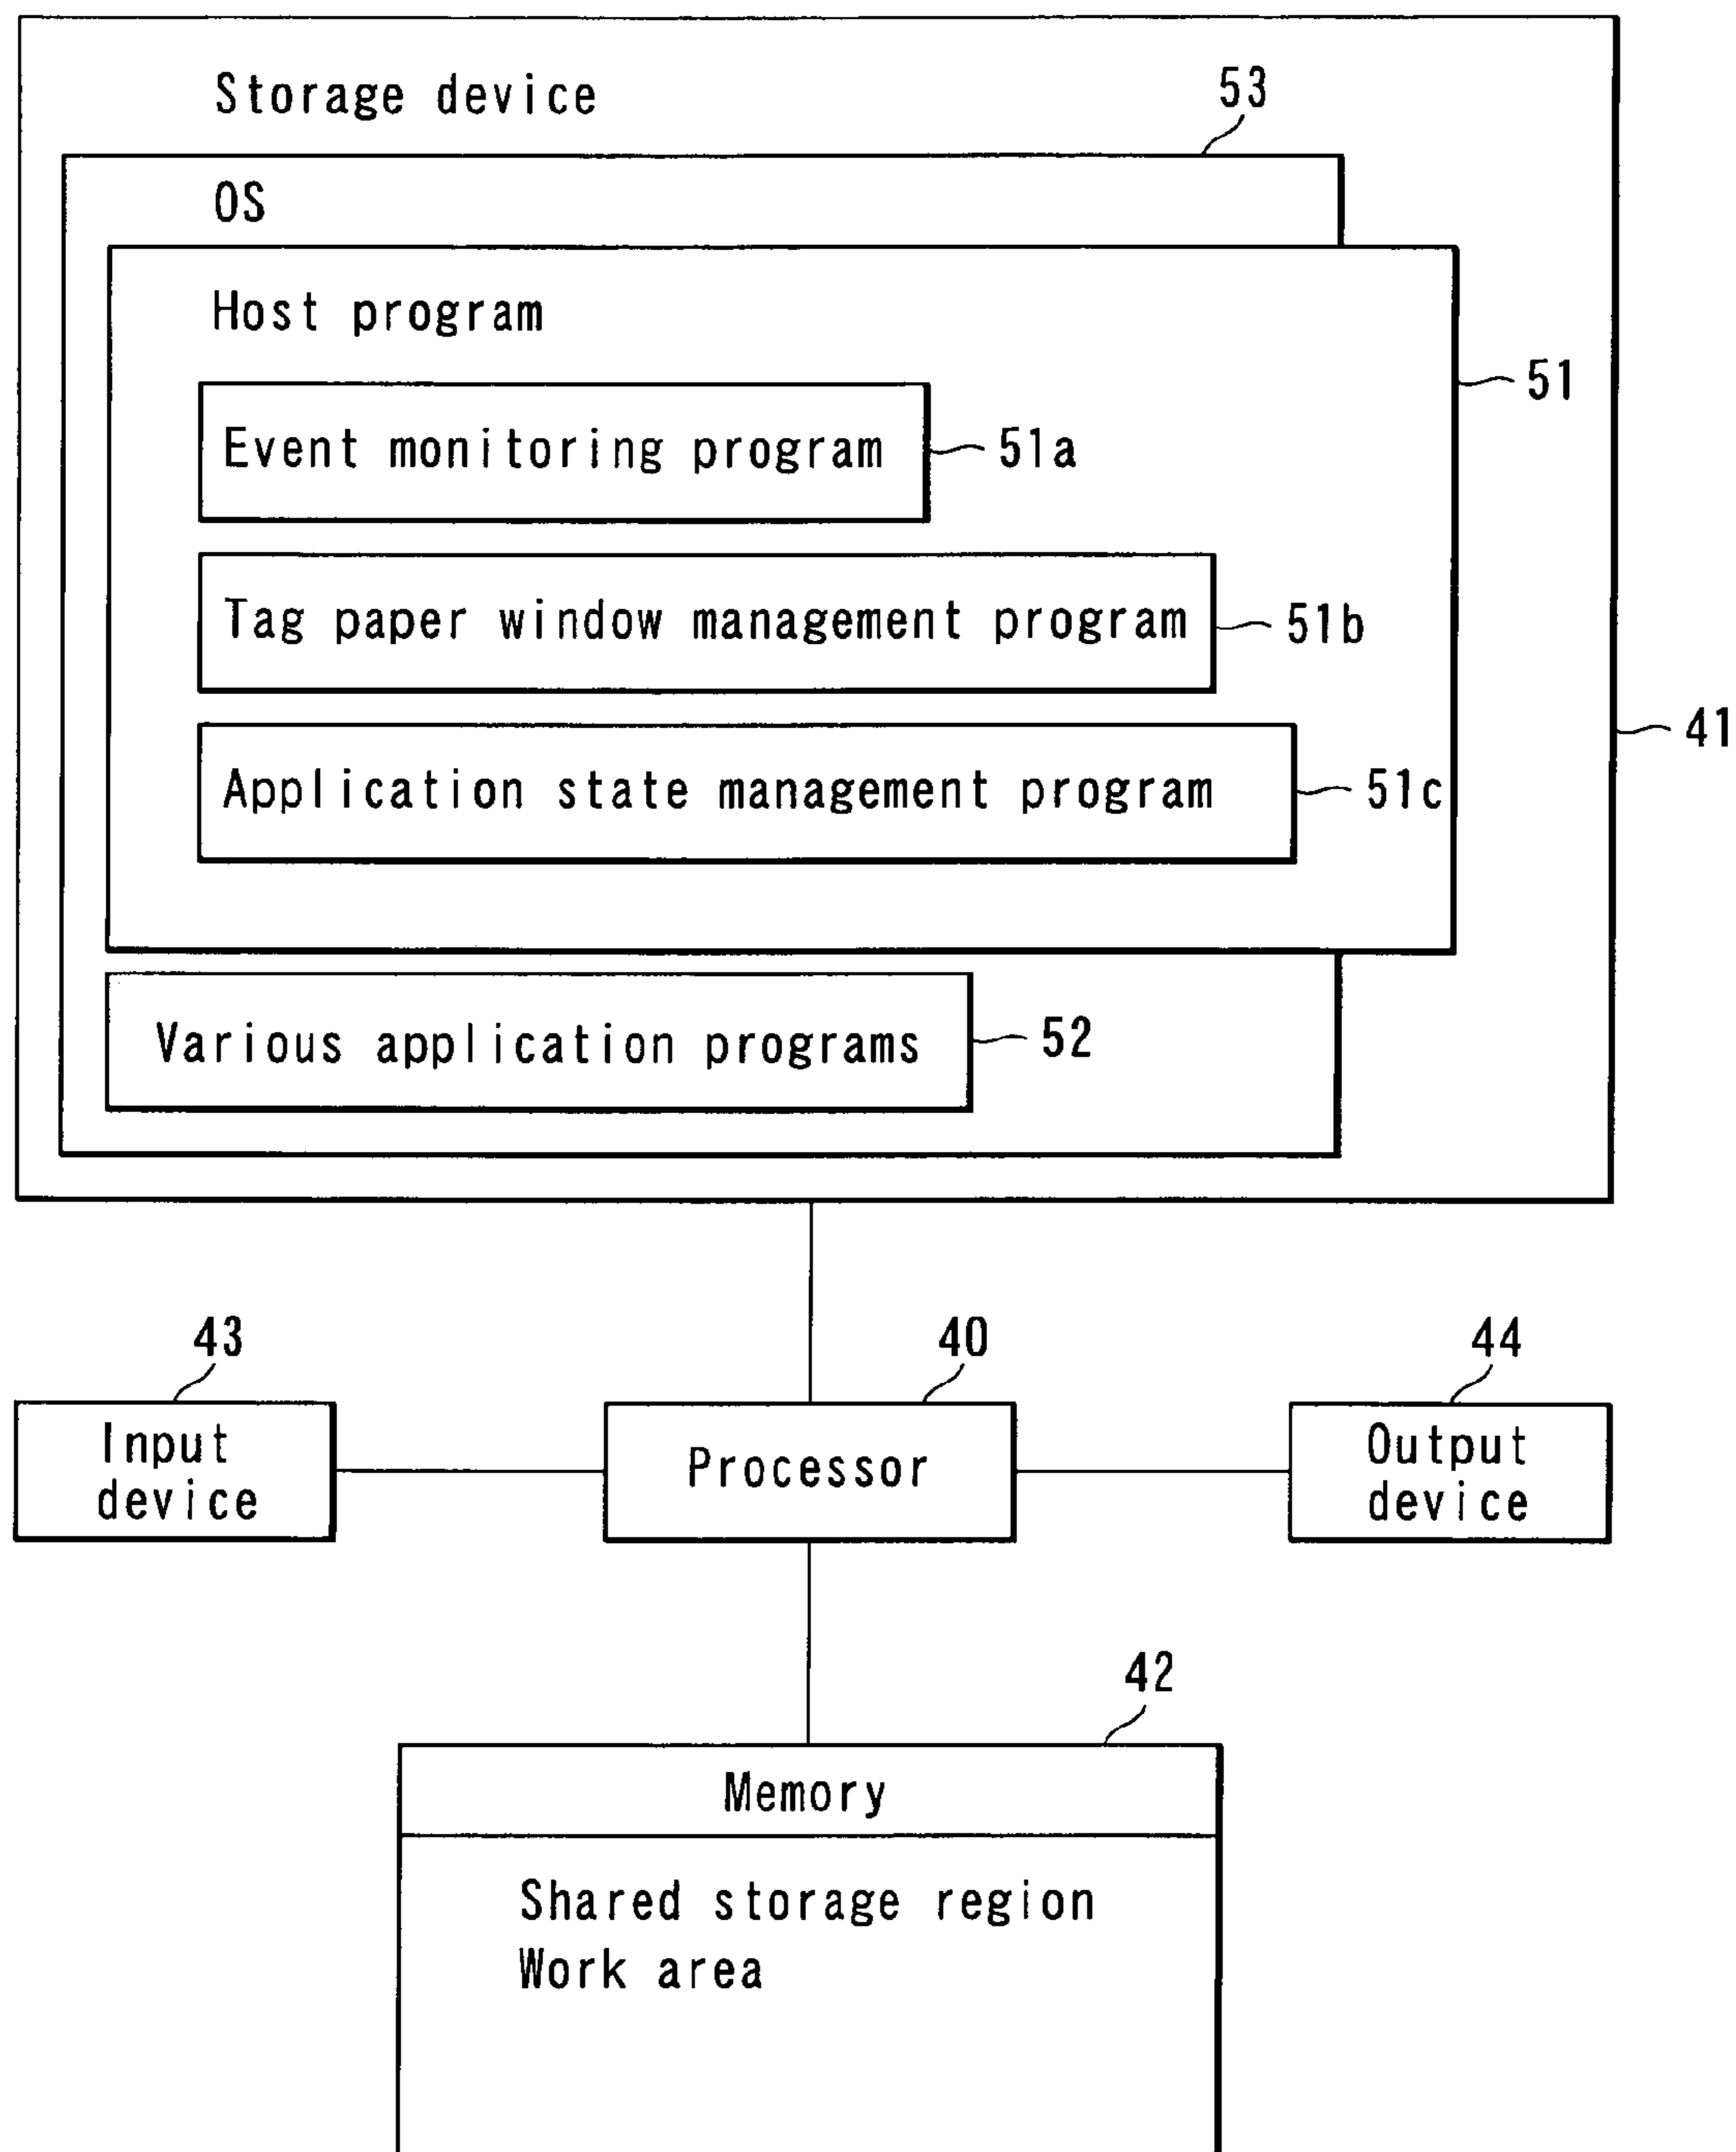 Storage device
53
OS
Host program
51
Event monitoring program
51a
Tag paper window management program
51b
41
Application state management program
51c
Various application programs
52
43
40
44
Input
device
Processor
Output
device
42
Memory
Shared storage region
Work area